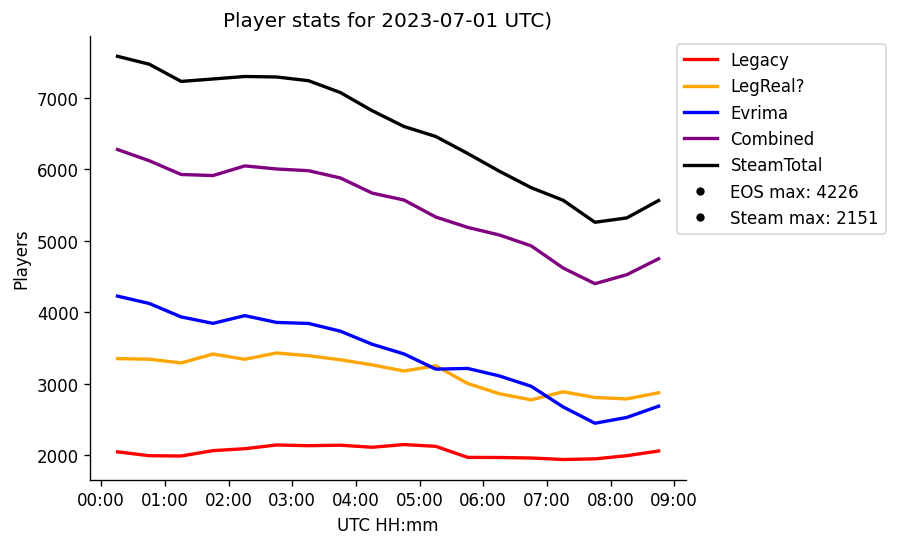 Player stats for 2023-07-01 UTC)
Legacy
LegReal?
Evrima
Combined
SteamTotal
EOS max: 4226
Steam max: 2151
Players
7000
6000
5000
4000
3000
2000
00:00 01:00 02:00 03:00 04:00 05:00 06:00 07:00 08:00 09:00
UTC HH:mm